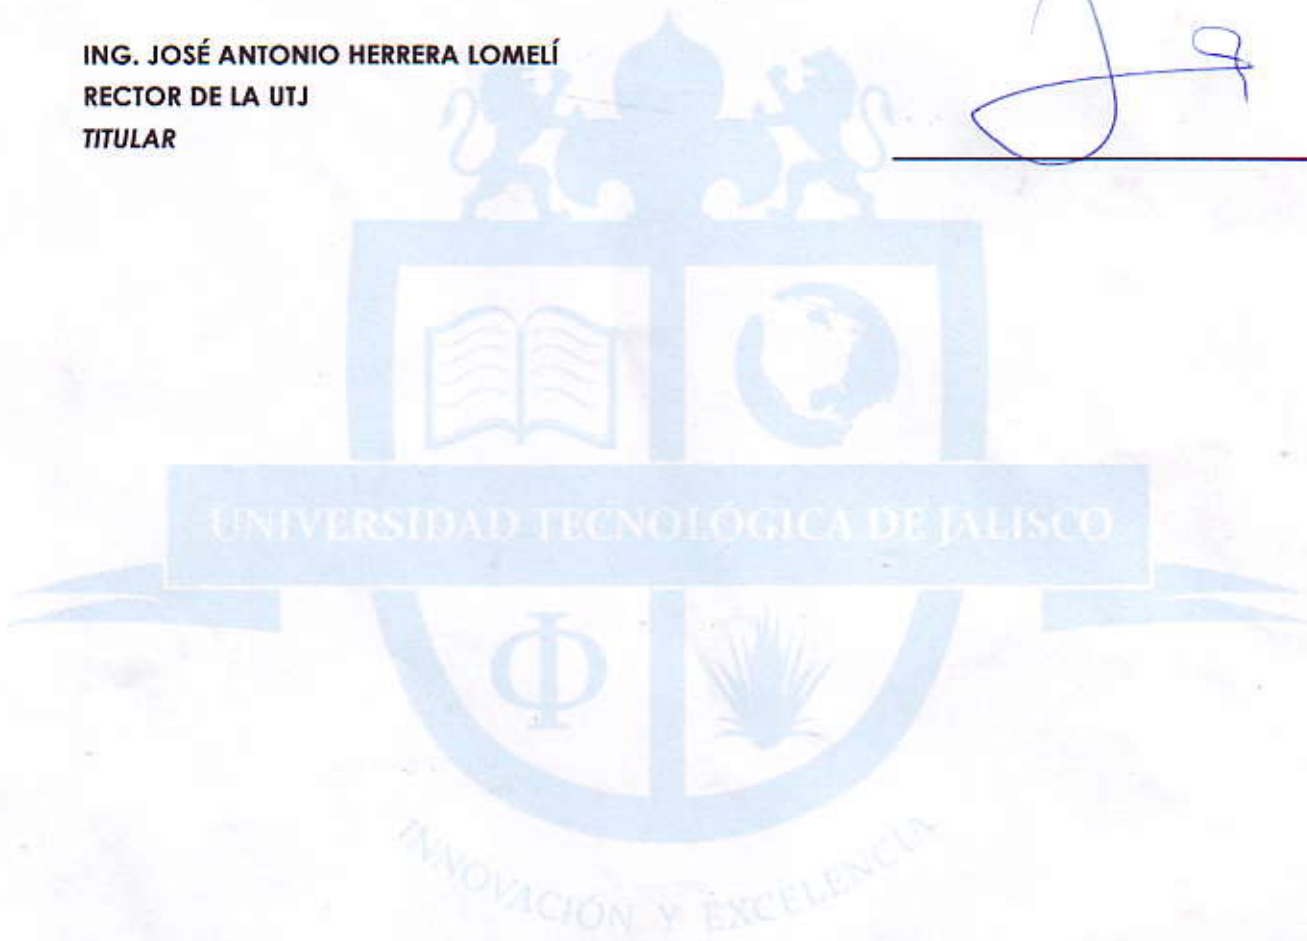 ING. JOSÉ ANTONIO HERRERA LOMELÍ
RECTOR DE LA UTJ
TITULAR
UNIVERSIDAD TECNOLÓGICA DE JALISCO
INNOVACIÓN Y EXCELENCIA